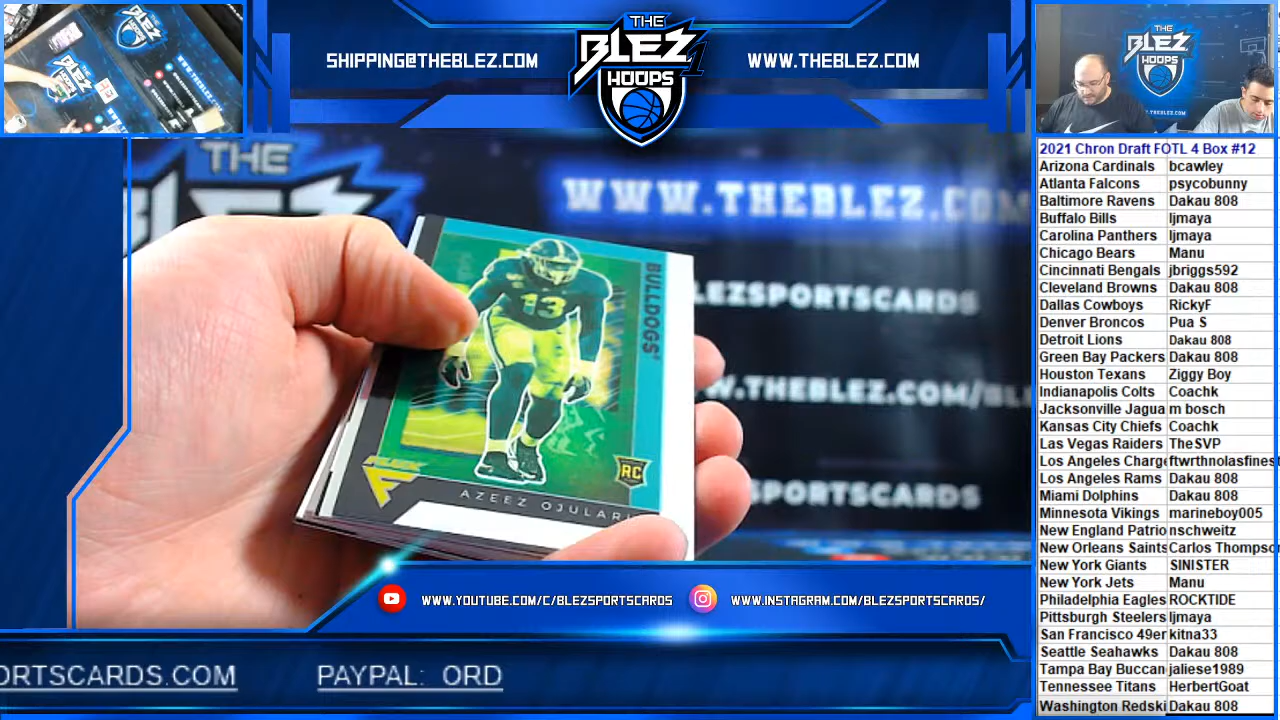 SHIPPING@THEBLEZ.COM
THE
BLEZ
HOOPS
WWW.THEBLEZ.COM
THE
BLEZ
HOOPS
WWW.THEBLEZ.COM
THE
WWW.THEBLEZ.COM
LEZSPORTSCARDS
W.THEBLEZ.COM/BL
SPORTSCARDS
BULLDOGS
13
RC
FLUX
AZEEZ OJULARI
WWW.YOUTUBE.COM/C/BLEZSPORTSCARDS
WWW.INSTAGRAM.COM/BLEZSPORTSCARDS/
ORTSCARDS.COM
PAYPAL: ORD
2021 Chron Draft FOTL 4 Box #12
Arizona Cardinals bcawley
Atlanta Falcons psycobunny
Baltimore Ravens Dakau 808
Buffalo Bills ljmaya
Carolina Panthers ljmaya
Chicago Bears Manu
Cincinnati Bengals jbriggs592
Cleveland Browns Dakau 808
Dallas Cowboys RickyF
Denver Broncos Pua S
Detroit Lions Dakau 808
Green Bay Packers Dakau 808
Houston Texans Ziggy Boy
Indianapolis Colts Coachk
Jacksonville Jagua m bosch
Kansas City Chiefs Coachk
Las Vegas Raiders TheSVP
Los Angeles Charge ftwrthnolasfinest
Los Angeles Rams Dakau 808
Miami Dolphins Dakau 808
Minnesota Vikings marineboy005
New England Patrio nschweitz
New Orleans Saints Carlos Thompso
New York Giants SINISTER
New York Jets Manu
Philadelphia Eagles ROCKTIDE
Pittsburgh Steelers ljmaya
San Francisco 49er kitna33
Seattle Seahawks Dakau 808
Tampa Bay Buccan jaliese1989
Tennessee Titans HerbertGoat
Washington Redski Dakau 808